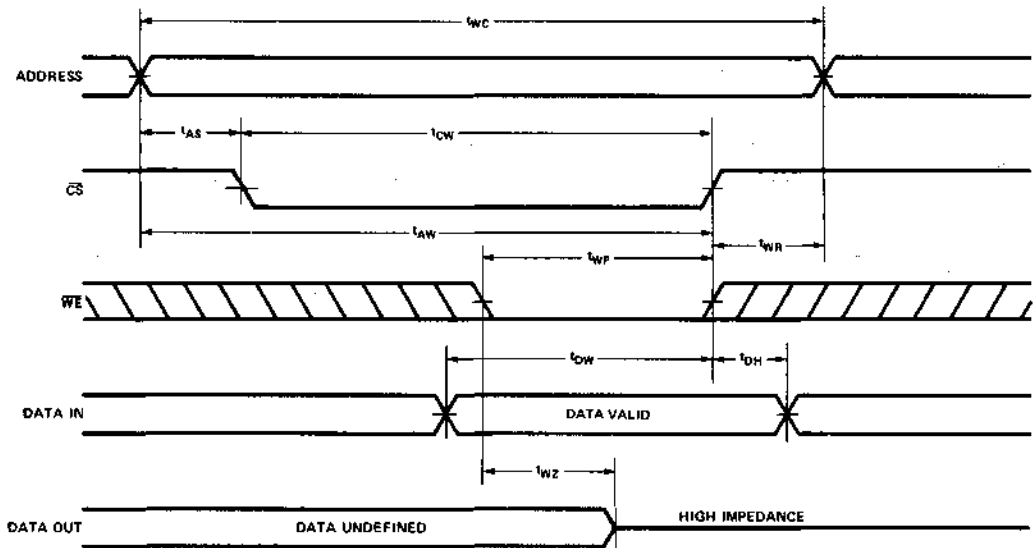 tWC
ADDRESS
tAS
tCW
CS
tAW
tWP
tWR
WE
tDW
tDH
DATA IN
DATA VALID
tWZ
DATA OUT
DATA UNDEFINED
HIGH IMPEDANCE